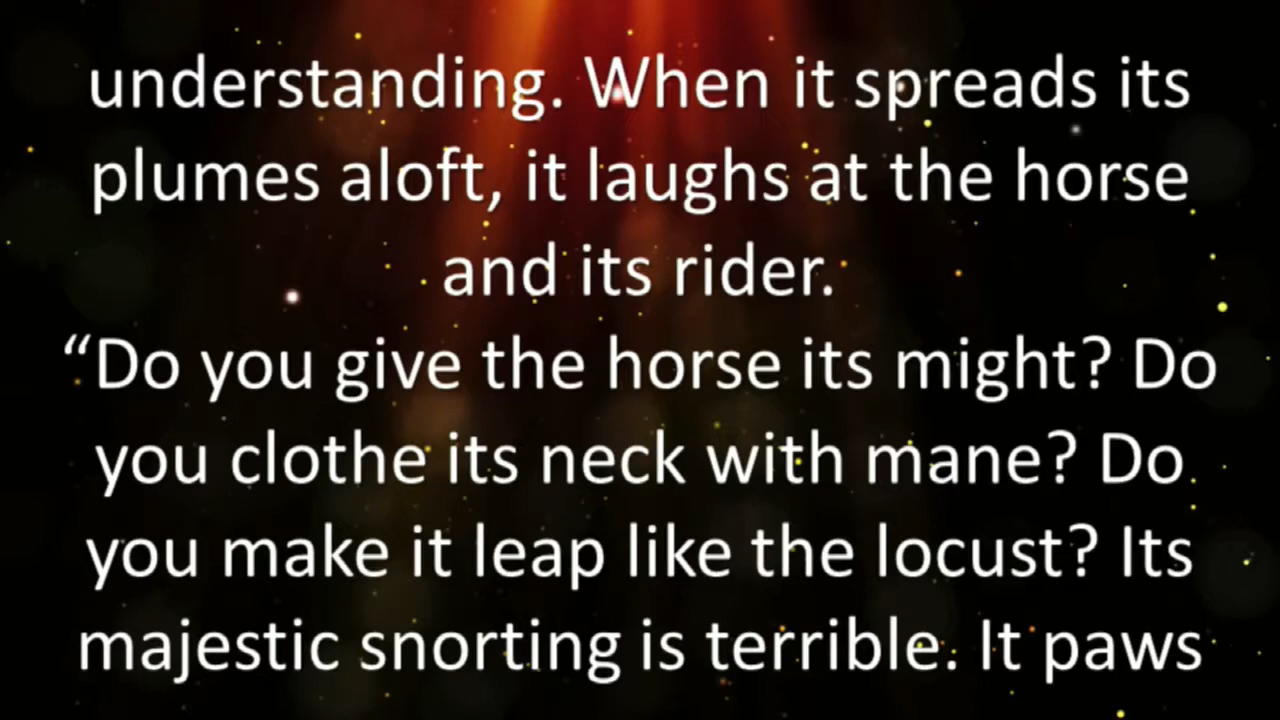 understanding. When it spreads its
plumes aloft, it laughs at the horse
and its rider.
“Do you give the horse its might? Do
you clothe its neck with mane? Do
you make it leap like the locust? Its
majestic snorting is terrible. It paws